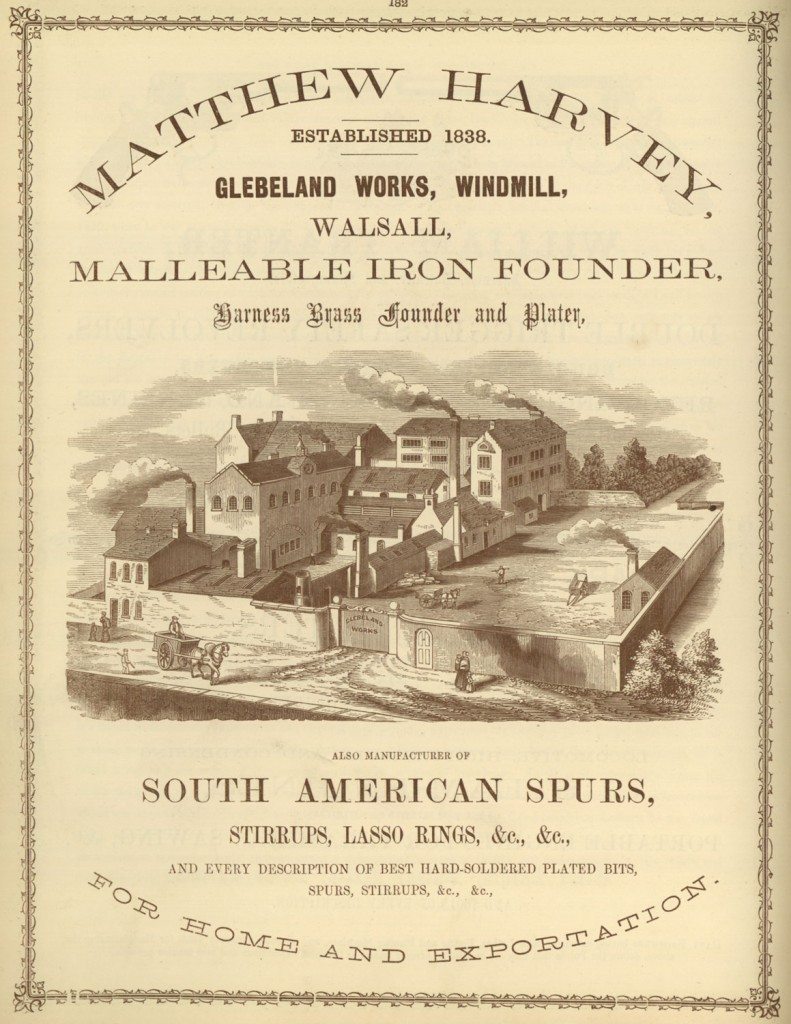 182
MATTHEW HARVEY,
ESTABLISHED 1838.
GLEBELAND WORKS, WINDMILL,
WALSALL,
MALLEABLE IRON FOUNDER,
Harness Brass Founder and Plater,
GLEBELAND
WORKS
ALSO MANUFACTURER OF
SOUTH AMERICAN SPURS,
STIRRUPS, LASSO RINGS, &c., &c.,
AND EVERY DESCRIPTION OF BEST HARD-SOLDERED PLATED BITS,
SPURS, STIRRUPS, &c., &c.,
FOR HOME AND EXPORTATION.